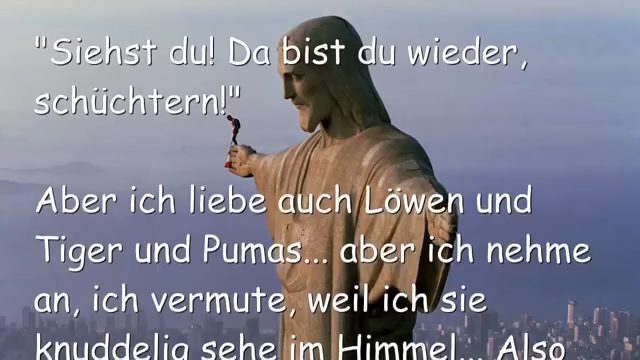 "Siehst du! Da bist du wieder,
schüchtern!"
Aber ich liebe auch Löwen und
Tiger und Pumas... aber ich nehme
an, ich vermute, weil ich sie
knuddelig sehe im Himmel... Also